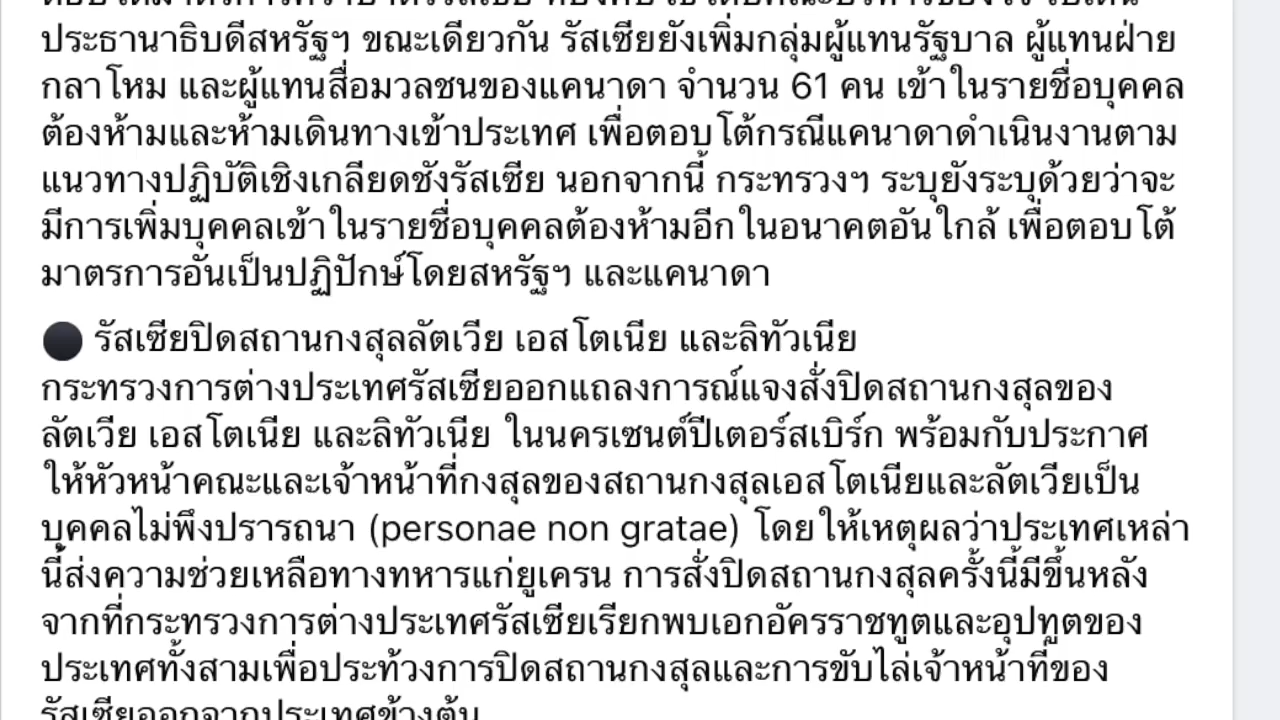 ประธานาธิบดีสหรัฐฯ ขณะเดียวกัน รัสเซียยังเพิ่มกลุ่มผู้แทนรัฐบาล ผู้แทนฝ่าย
กลาโหม และผู้แทนสื่อมวลชนของแคนาดา จำนวน 61 คน เข้าในรายชื่อบุคคล
ต้องห้ามและห้ามเดินทางเข้าประเทศ เพื่อตอบโต้กรณีแคนาดาดำเนินงานตาม
แนวทางปฏิบัติเชิงเกลียดชังรัสเซีย นอกจากนี้ กระทรวงฯ ระบุยังระบุด้วยว่าจะ
มีการเพิ่มบุคคลเข้าในรายชื่อบุคคลต้องห้ามอีกในอนาคตอันใกล้ เพื่อตอบโต้
มาตรการอันเป็นปฏิปักษ์โดยสหรัฐฯ และแคนาดา
รัสเซียปิดสถานกงสุลลัตเวีย เอสโตเนีย และลิทัวเนีย
กระทรวงการต่างประเทศรัสเซียออกแถลงการณ์แจงสั่งปิดสถานกงสุลของ
ลัตเวีย เอสโตเนีย และลิทัวเนีย ในนครเซนต์ปีเตอร์สเบิร์ก พร้อมกับประกาศ
ให้หัวหน้าคณะและเจ้าหน้าที่กงสุลของสถานกงสุลเอสโตเนียและลัตเวียเป็น
บุคคลไม่พึงปรารถนา (personae non gratae) โดยให้เหตุผลว่าประเทศเหล่า
นี้ส่งความช่วยเหลือทางทหารแก่ยูเครน การสั่งปิดสถานกงสุลครั้งนี้มีขึ้นหลัง
จากที่กระทรวงการต่างประเทศรัสเซียเรียกพบเอกอัครราชทูตและอุปทูตของ
ประเทศทั้งสามเพื่อประท้วงการปิดสถานกงสุลและการขับไล่เจ้าหน้าที่ของ
รัสเซียออกจากประเทศข้างต้น